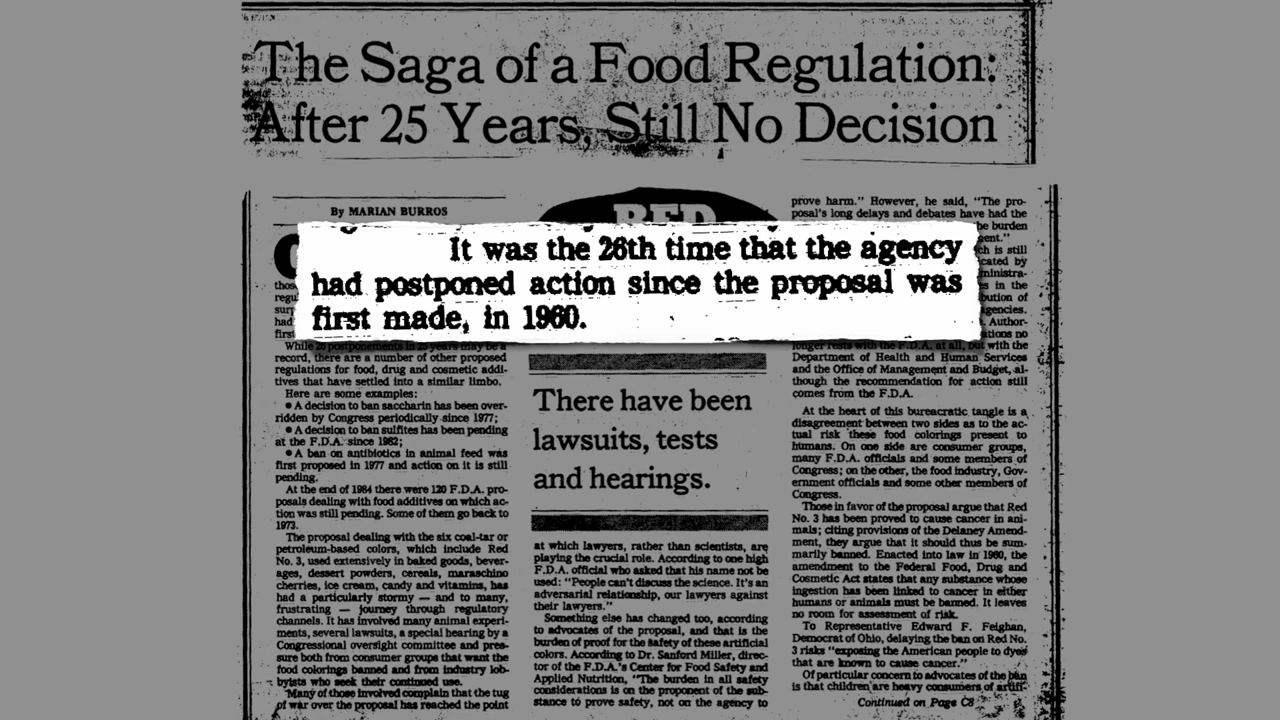 The Saga of a Food Regulation:
After 25 Years, Still No Decision
By MARIAN BURROS
It was the 26th time that the agency
had postponed action since the proposal was
first made, in 1960.
While 26 postponements in 25 years may be a
record, there are a number of other proposed
regulations for food, drug and cosmetic addi-
tives that have settled into a similar limbo.
Here are some examples:
• A decision to ban saccharin has been over-
ridden by Congress periodically since 1977;
• A decision to ban sulfites has been pending
at the F.D.A. since 1982;
• A ban on antibiotics in animal feed was
first proposed in 1977 and action on it is still
pending.
At the end of 1984 there were 120 F.D.A. pro-
posals dealing with food additives on which ac-
tion was still pending. Some of them go back to
1973.
The proposal dealing with the six coal-tar or
petroleum-based colors, which include Red
No. 3, used extensively in baked goods, bever-
ages, dessert powders, cereals, maraschino
cherries, ice cream, candy and vitamins, has
had a particularly stormy — and to many,
frustrating — journey through regulatory
channels. It has involved many animal experi-
ments, several lawsuits, a special hearing by a
Congressional oversight committee and pres-
sure both from consumer groups that want the
food colorings banned and from industry lob-
byists who seek their continued use.
Many of those involved complain that the tug
of war over the proposal has reached the point
RED
There have been
lawsuits, tests
and hearings.
at which lawyers, rather than scientists, are
playing the crucial role. According to one high
F.D.A. official who asked that his name not be
used: "People can't discuss the science. It's an
adversarial relationship, our lawyers against
their lawyers."
Something else has changed too, according
to advocates of the proposal, and that is the
burden of proof for the safety of these artificial
colors. According to Dr. Sanford Miller, direc-
tor of the F.D.A.'s Center for Food Safety and
Applied Nutrition, "The burden in all safety
considerations is on the proponent of the sub-
stance to prove safety, not on the agency to
prove harm." However, he said, "The pro-
posal's long delays and debates have had the
burden
is still
by
in the
of
Author-
no
longer rests with the F.D.A. at all, but with the
Department of Health and Human Services
and the Office of Management and Budget, al-
though the recommendation for action still
comes from the F.D.A.
At the heart of this bureaucratic tangle is a
disagreement between two sides as to the ac-
tual risk these food colorings present to
humans. On one side are consumer groups,
many F.D.A. officials and some members of
Congress; on the other, the food industry, Gov-
ernment officials and some other members of
Congress.
Those in favor of the proposal argue that Red
No. 3 has been proved to cause cancer in ani-
mals; citing provisions of the Delaney Amend-
ment, they argue that it should thus be sum-
marily banned. Enacted into law in 1960, the
amendment to the Federal Food, Drug and
Cosmetic Act states that any substance whose
ingestion has been linked to cancer in either
humans or animals must be banned. It leaves
no room for assessment of risk.
To Representative Edward F. Feighan,
Democrat of Ohio, delaying the ban on Red No.
3 risks "exposing the American people to dyes
that are known to cause cancer."
Of particular concern to advocates of the ban
is that children are heavy consumers of artifi-
Continued on Page C8